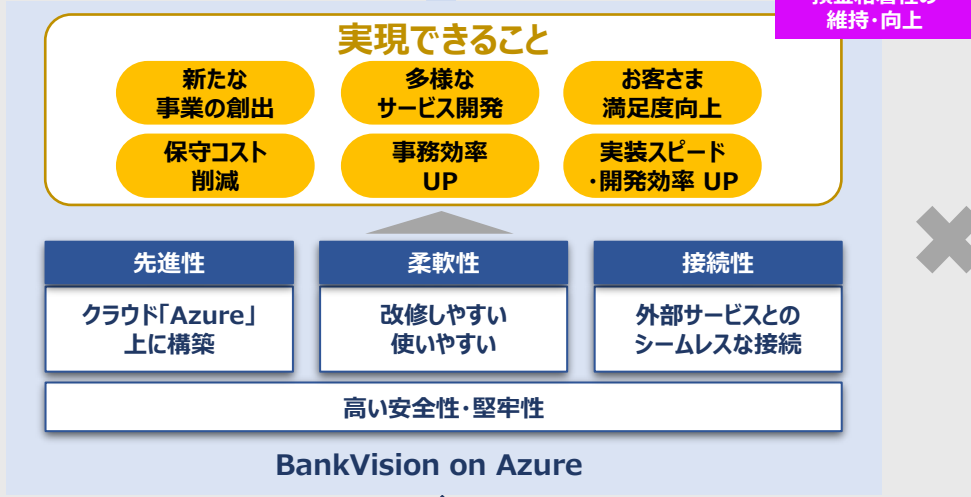 維持・向上
実現できること
新たな
事業の創出
多様な
サービス開発
お客さま
満足度向上
保守コスト
削減
事務効率
UP
実装スピード
・開発効率 UP
先進性
柔軟性
接続性
クラウド「Azure」
上に構築
改修しやすい
使いやすい
外部サービスとの
シームレスな接続
高い安全性・堅牢性
BankVision on Azure